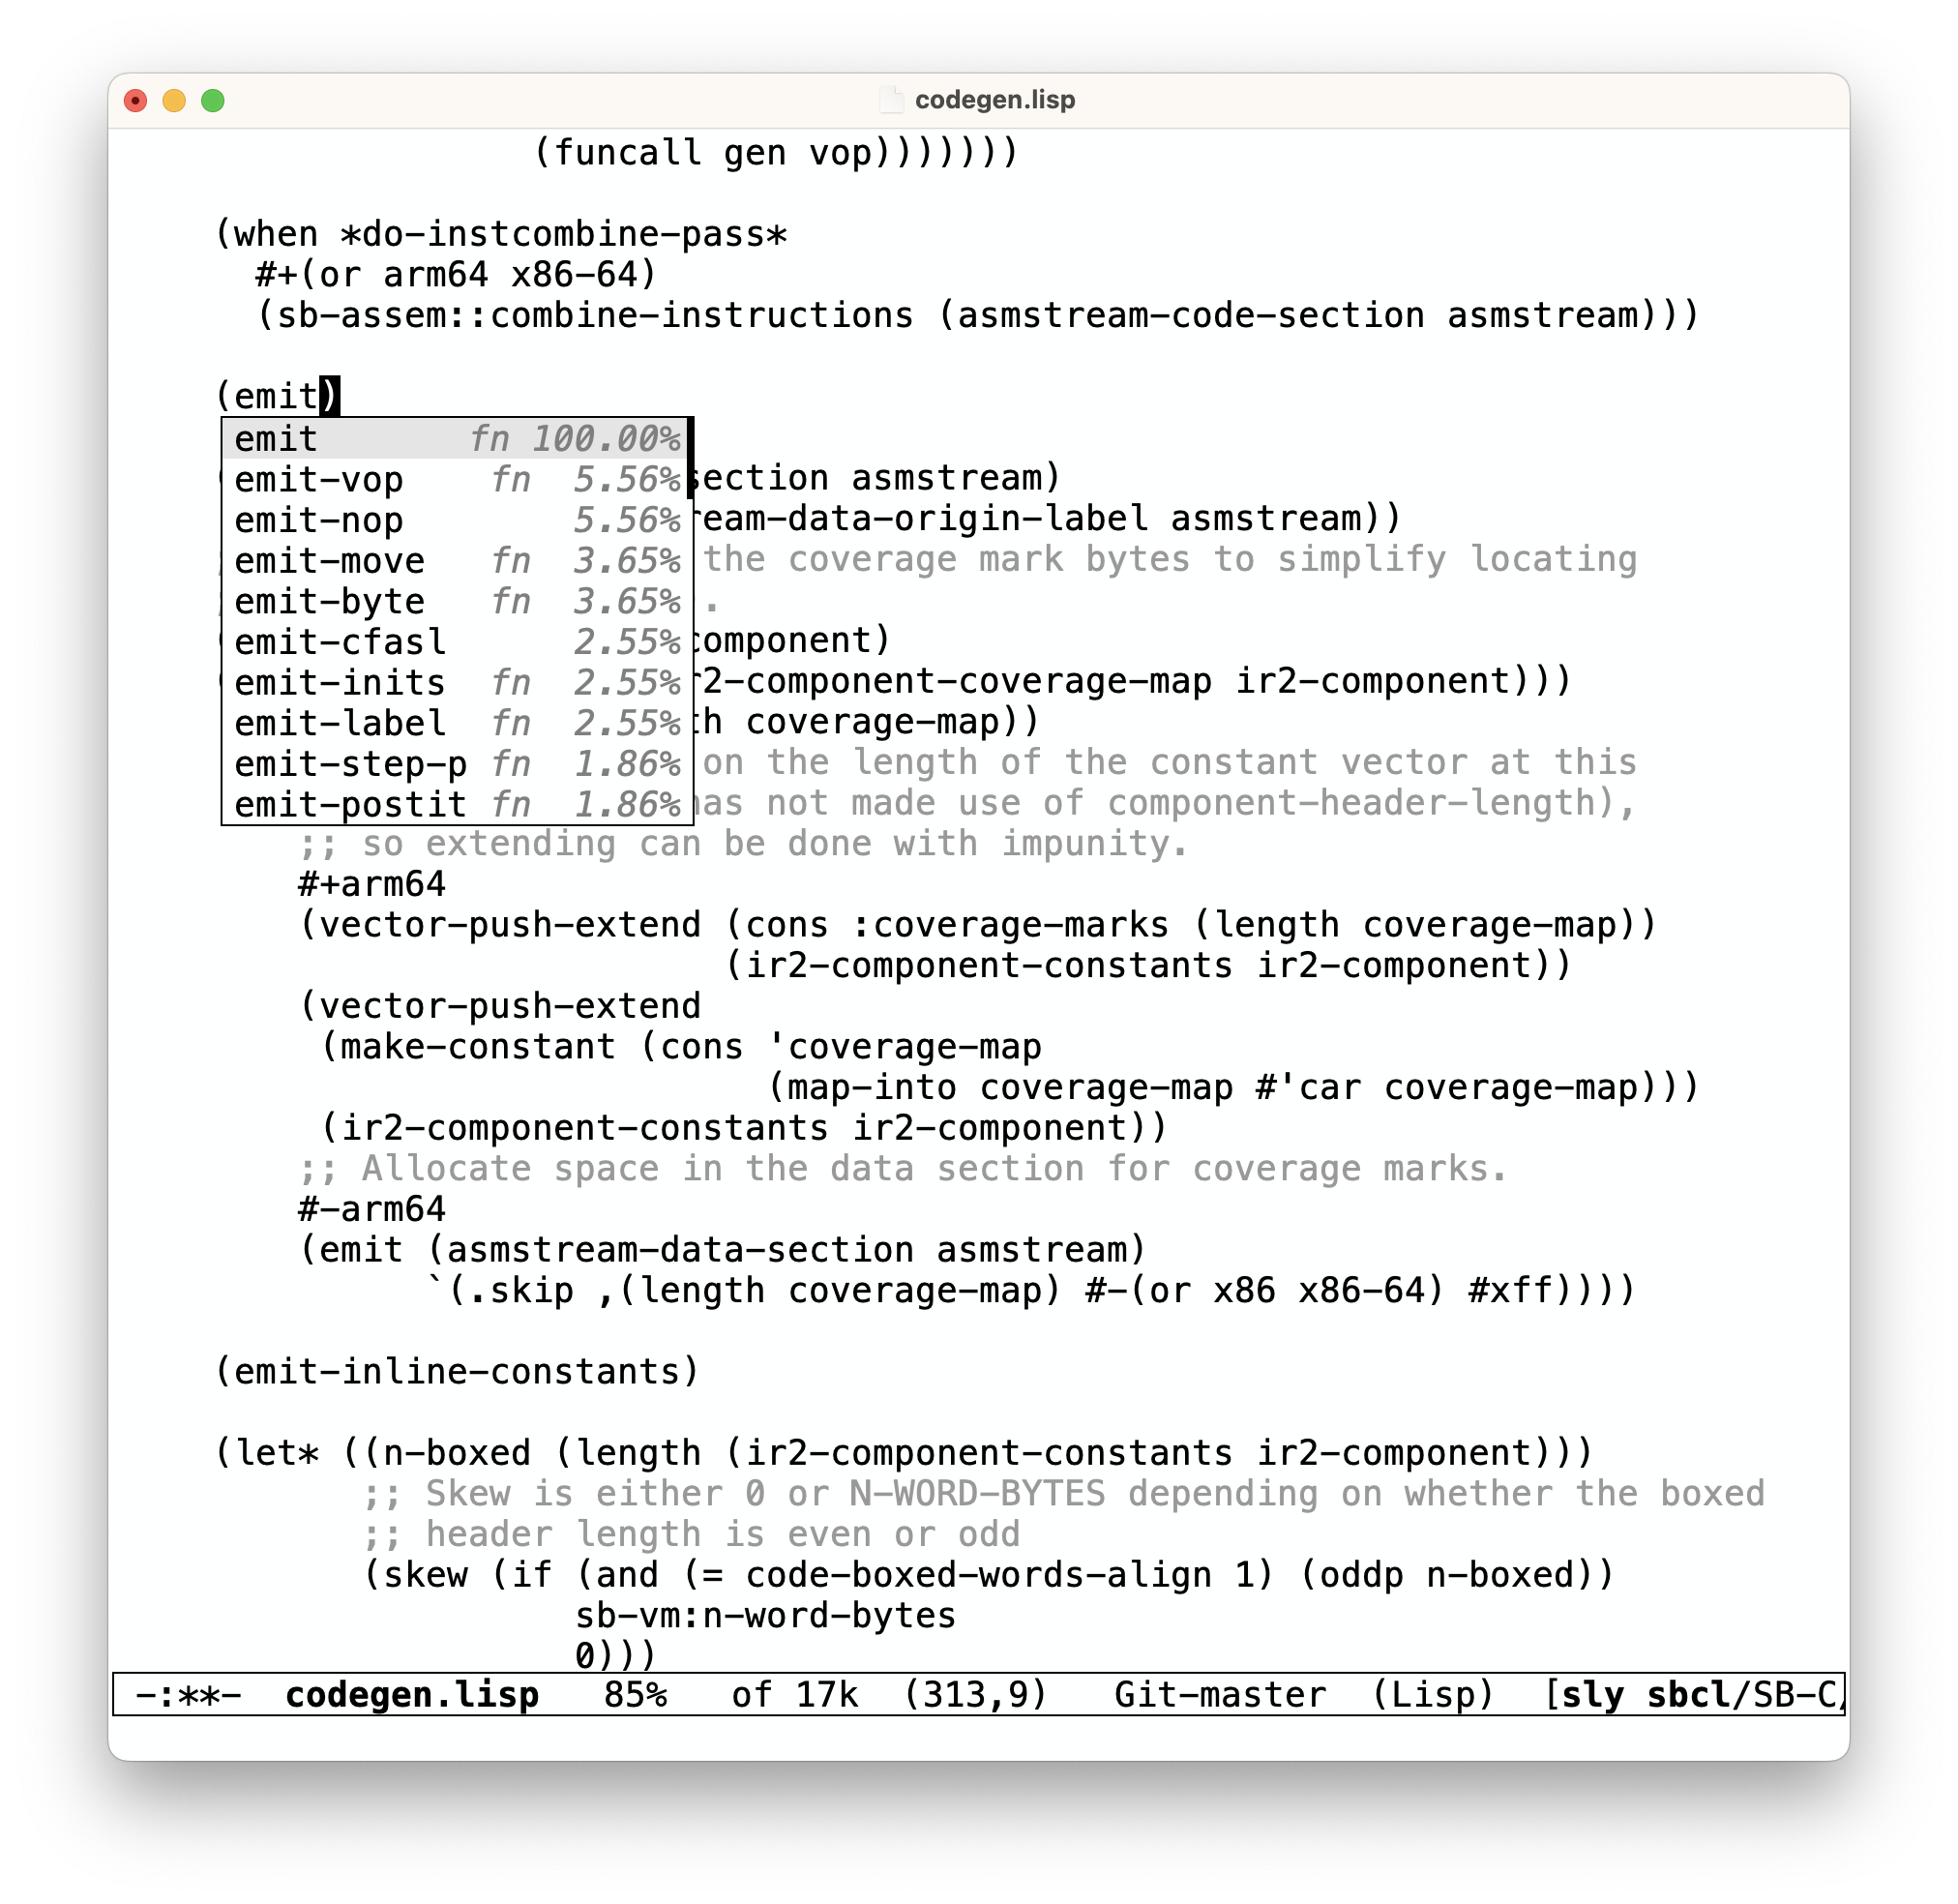 codegen.lisp
(funcall gen vop)))))))
(when *do-instcombine-pass*
#+(or arm64 x86-64)
(sb-assem::combine-instructions (asmstream-code-section asmstream)))
(emit)
emit fn 100.00%
emit-vop fn 5.56% section asmstream)
emit-nop 5.56% ream-data-origin-label asmstream))
emit-move fn 3.65% the coverage mark bytes to simplify locating
emit-byte fn 3.65% .
emit-cfasl 2.55% component)
emit-inits fn 2.55% r2-component-coverage-map ir2-component)))
emit-label fn 2.55% th coverage-map))
emit-step-p fn 1.86% on the length of the constant vector at this
emit-postit fn 1.86% has not made use of component-header-length),
;; so extending can be done with impunity.
#+arm64
(vector-push-extend (cons :coverage-marks (length coverage-map))
(ir2-component-constants ir2-component))
(vector-push-extend
(make-constant (cons 'coverage-map
(map-into coverage-map #'car coverage-map)))
(ir2-component-constants ir2-component))
;; Allocate space in the data section for coverage marks.
#-arm64
(emit (asmstream-data-section asmstream)
`(.skip ,(length coverage-map) #-(or x86 x86-64) #xff))))
(emit-inline-constants)
(let* ((n-boxed (length (ir2-component-constants ir2-component)))
;; Skew is either 0 or N-WORD-BYTES depending on whether the boxed
;; header length is even or odd
(skew (if (and (= code-boxed-words-align 1) (oddp n-boxed))
sb-vm:n-word-bytes
0)))
-:**- codegen.lisp 85% of 17k (313,9) Git-master (Lisp) [sly sbcl/SB-C/